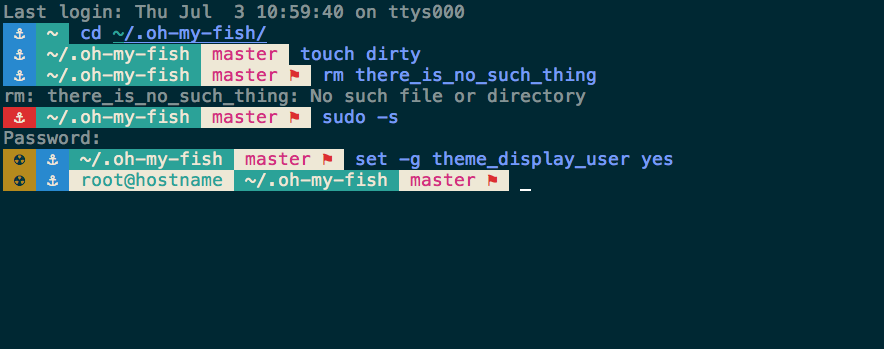 Last login: Thu Jul  3 10:59:40 on ttys000
⚓ ~ cd ~/.oh-my-fish/
⚓ ~/.oh-my-fish master touch dirty
⚓ ~/.oh-my-fish master ⚑ rm there_is_no_such_thing
rm: there_is_no_such_thing: No such file or directory
⚓ ~/.oh-my-fish master ⚑ sudo -s
Password:
☢ ⚓ ~/.oh-my-fish master ⚑ set -g theme_display_user yes
☢ ⚓ root@hostname ~/.oh-my-fish master ⚑ _